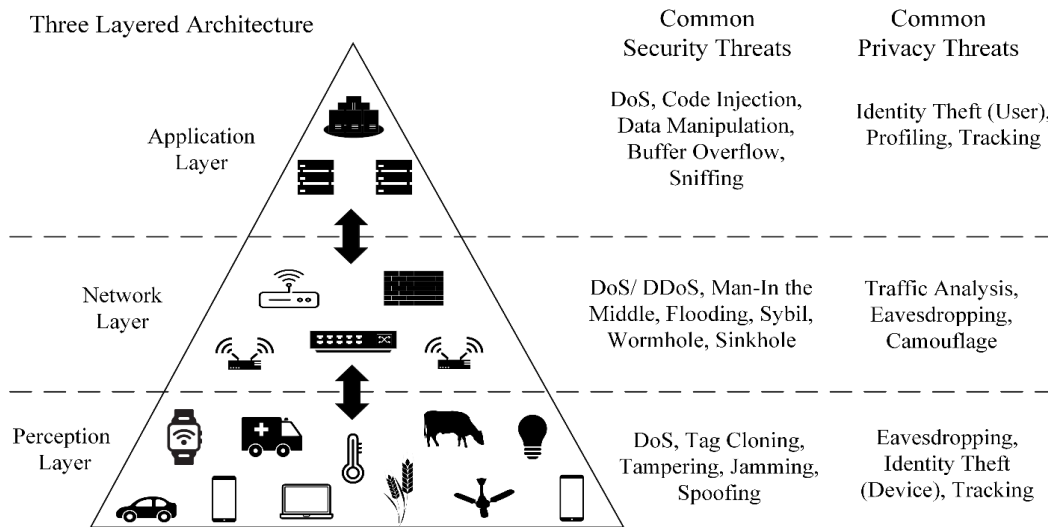 Three Layered Architecture
Common
Security Threats
Common
Privacy Threats
Application
Layer
DoS, Code Injection,
Data Manipulation,
Buffer Overflow,
Sniffing
Identity Theft (User),
Profiling, Tracking
Network
Layer
DoS/ DDoS, Man-In the
Middle, Flooding, Sybil,
Wormhole, Sinkhole
Traffic Analysis,
Eavesdropping,
Camouflage
Perception
Layer
DoS, Tag Cloning,
Tampering, Jamming,
Spoofing
Eavesdropping,
Identity Theft
(Device), Tracking